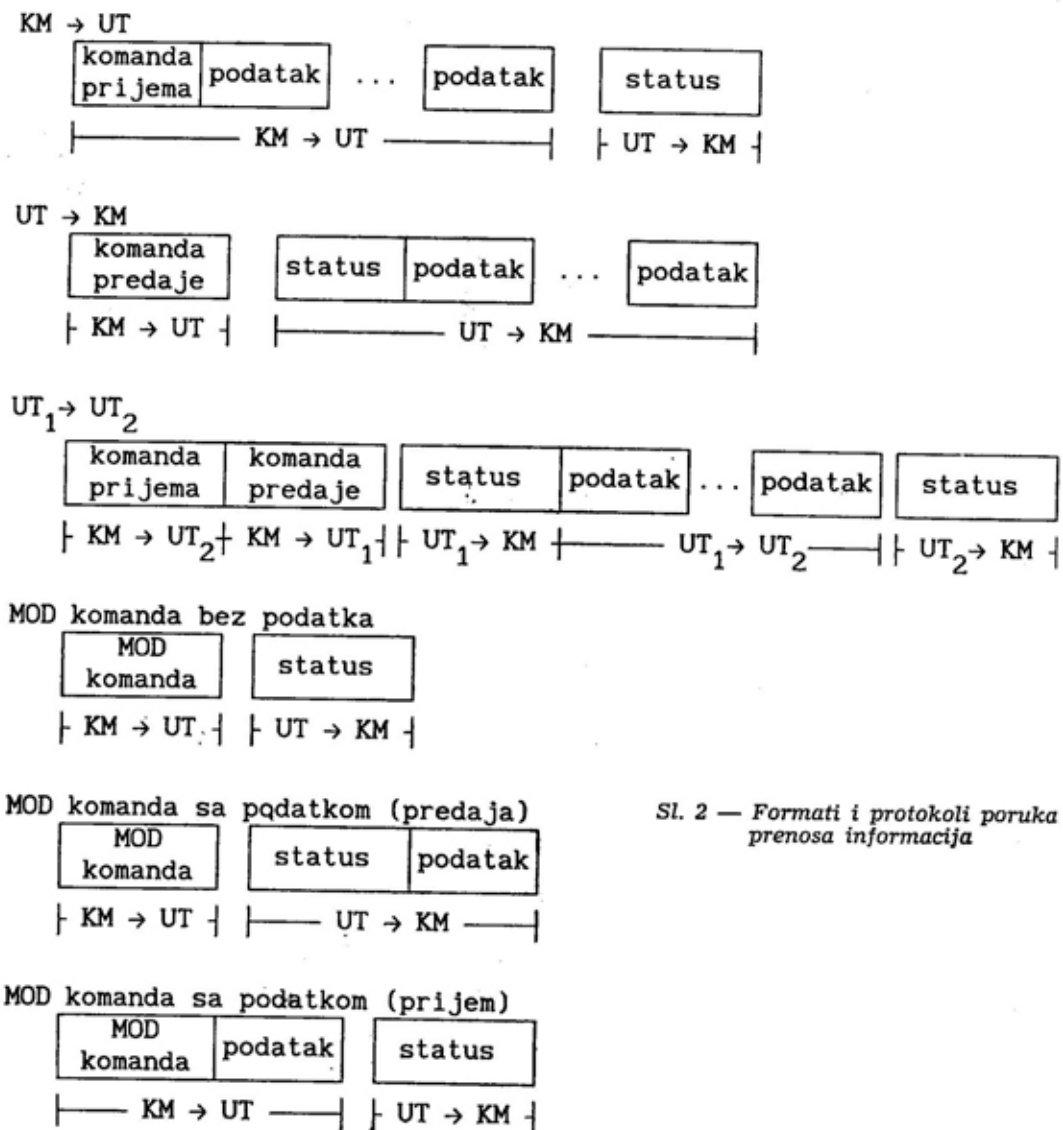 KM → UT
komanda prijema podatak ... podatak status
KM → UT UT → KM
UT → KM
komanda predaje status podatak ... podatak
KM → UT UT → KM
UT1 → UT2
komanda prijema komanda predaje status podatak ... podatak status
KM → UT2 KM → UT1 UT1 → KM UT1 → UT2 UT2 → KM
MOD komanda bez podatka
MOD komanda status
KM → UT UT → KM
MOD komanda sa podatkom (predaja)
MOD komanda status podatak
KM → UT UT → KM
Sl. 2 — Formati i protokoli poruka
prenosa informacija
MOD komanda sa podatkom (prijem)
MOD komanda podatak status
KM → UT UT → KM